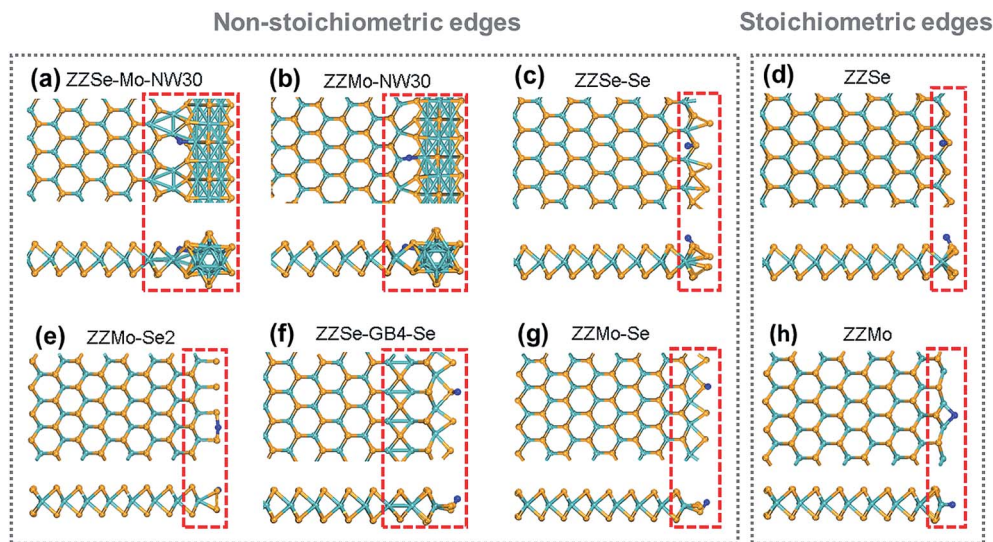 Non-stoichiometric edges
Stoichiometric edges
(a) ZZSe-Mo-NW30
(b) ZZMo-NW30
(c) ZZSe-Se
(d) ZZSe
(e) ZZMo-Se2
(f) ZZSe-GB4-Se
(g) ZZMo-Se
(h) ZZMo